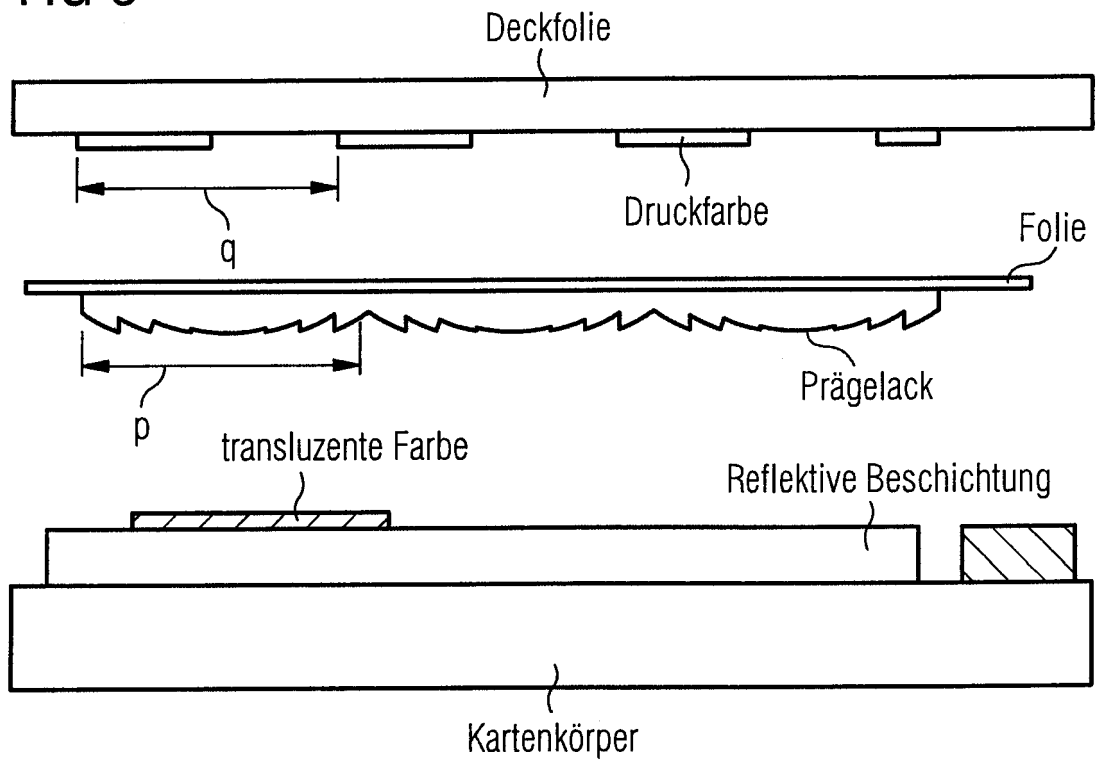 Deckfolie
q
Druckfarbe
Folie
p
Prägelack
transluzente Farbe
Reflektive Beschichtung
Kartenkörper